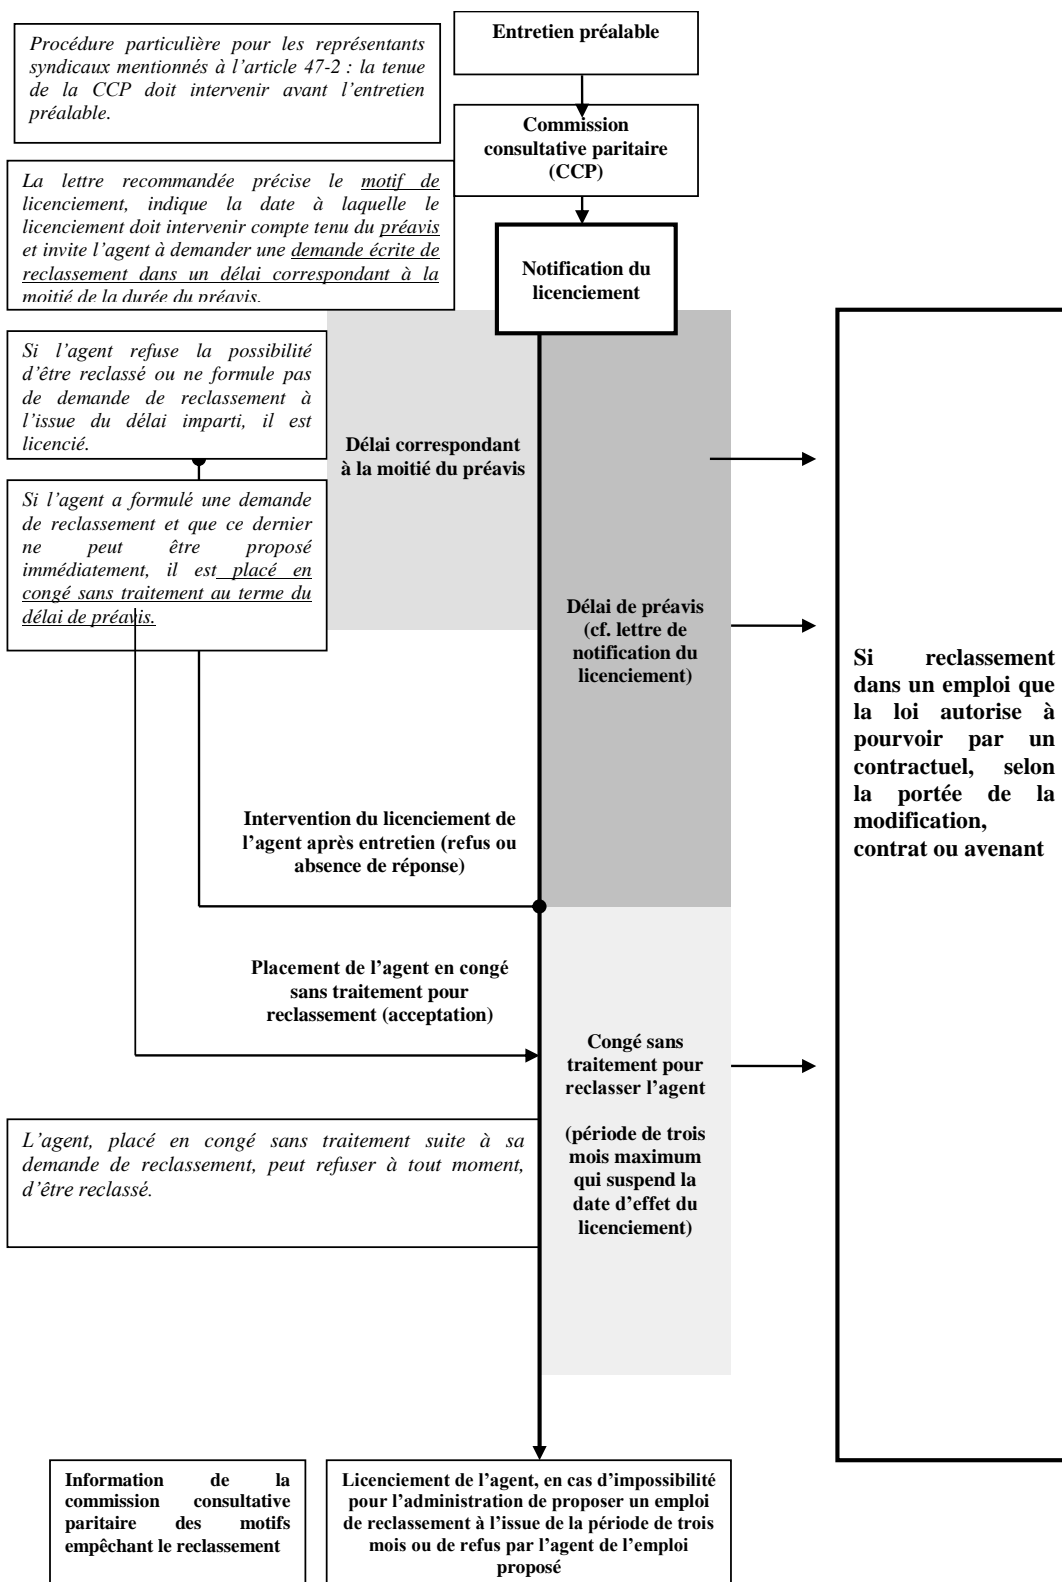 Entretien préalable
Procédure particulière pour les représentants
syndicaux mentionnés à l’article 47-2 : la tenue
de la CCP doit intervenir avant l’entretien
préalable.
Commission
consultative paritaire
(CCP)
La lettre recommandée précise le motif de
licenciement, indique la date à laquelle le
licenciement doit intervenir compte tenu du préavis
et invite l’agent à demander une demande écrite de
reclassement dans un délai correspondant à la
moitié de la durée du préavis.
Notification du
licenciement
Si l’agent refuse la possibilité
d’être reclassé ou ne formule pas
de demande de reclassement à
l’issue du délai imparti, il est
licencié.
Délai correspondant
à la moitié du préavis
Si l’agent a formulé une demande
de reclassement et que ce dernier
ne peut être proposé
immédiatement, il est placé en
congé sans traitement au terme du
délai de préavis.
Délai de préavis
(cf. lettre de
notification du
licenciement)
Si reclassement
dans un emploi que
la loi autorise à
pourvoir par un
contractuel, selon
la portée de la
modification,
contrat ou avenant
Intervention du licenciement de
l’agent après entretien (refus ou
absence de réponse)
Placement de l’agent en congé
sans traitement pour
reclassement (acceptation)
Congé sans
traitement pour
reclasser l’agent
(période de trois
mois maximum
qui suspend la
date d’effet du
licenciement)
L’agent, placé en congé sans traitement suite à sa
demande de reclassement, peut refuser à tout moment,
d’être reclassé.
Information de la
commission consultative
paritaire des motifs
empêchant le reclassement
Licenciement de l’agent, en cas d’impossibilité
pour l’administration de proposer un emploi
de reclassement à l’issue de la période de trois
mois ou de refus par l’agent de l’emploi
proposé